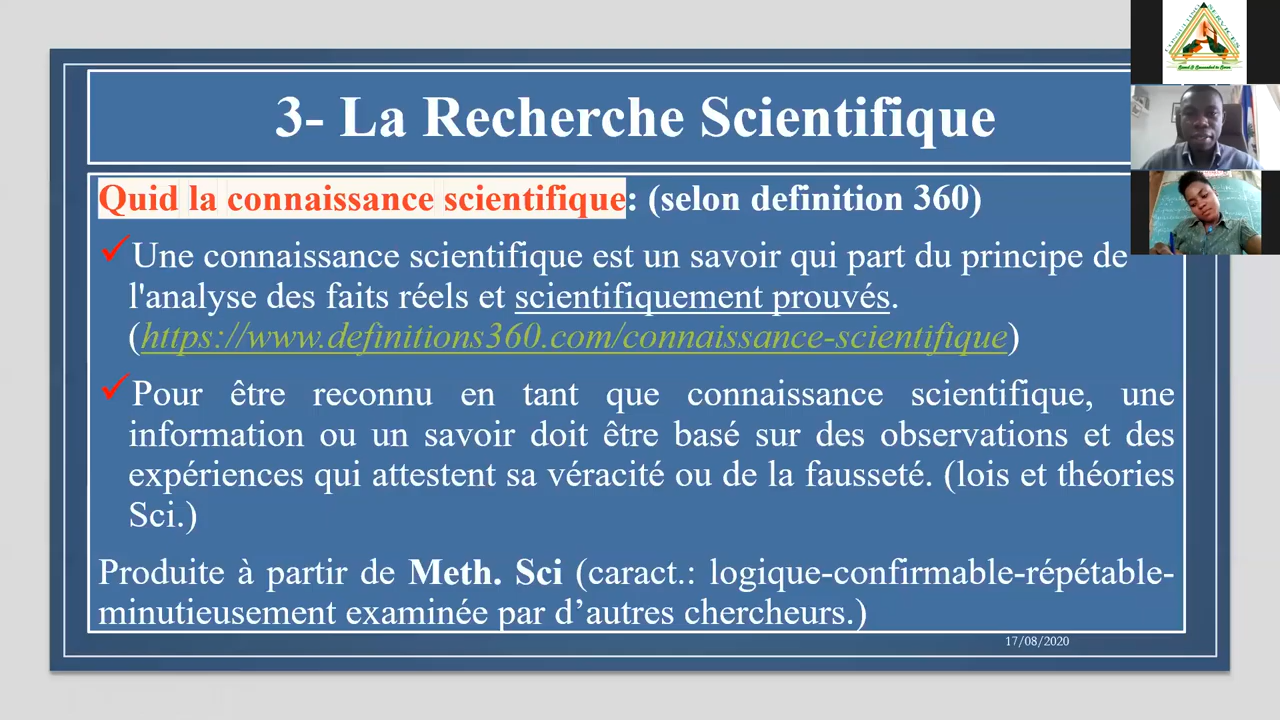 3- La Recherche Scientifique
Quid la connaissance scientifique: (selon definition 360)
Une connaissance scientifique est un savoir qui part du principe de
l'analyse des faits réels et scientifiquement prouvés.
(https://www.definitions360.com/connaissance-scientifique)
Pour être reconnu en tant que connaissance scientifique, une
information ou un savoir doit être basé sur des observations et des
expériences qui attestent sa véracité ou de la fausseté. (lois et théories
Sci.)
Produite à partir de Meth. Sci (caract.: logique-confirmable-répétable-
minutieusement examinée par d’autres chercheurs.)
17/08/2020